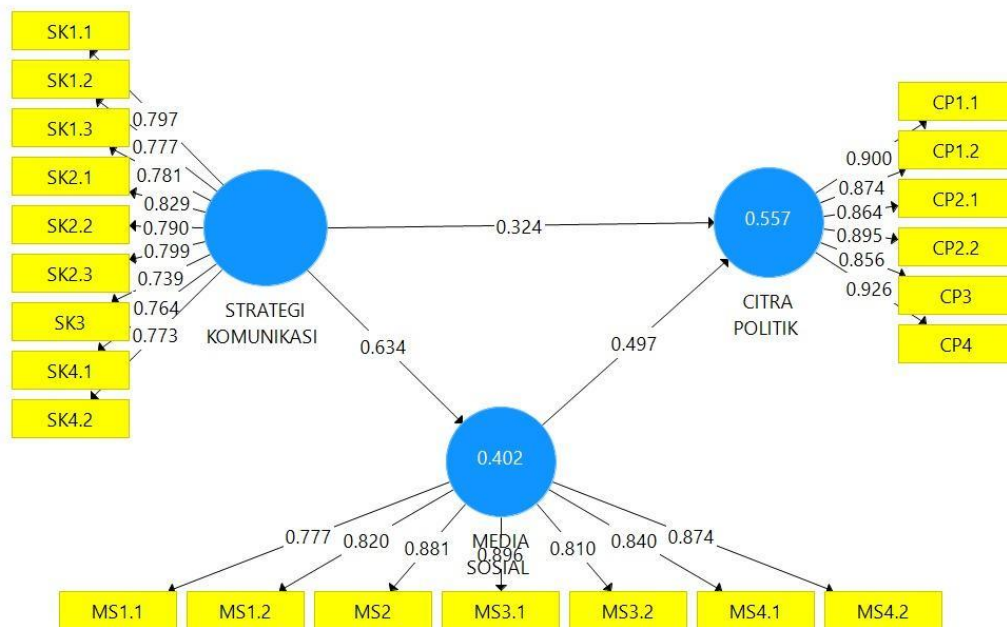 SK1.1
SK1.2
SK1.3
SK2.1
SK2.2
SK2.3
SK3
SK4.1
SK4.2
0.797
0.777
0.781
0.829
0.790
0.799
0.739
0.764
0.773
STRATEGI
KOMUNIKASI
0.324
0.634
0.497
0.557
CITRA
POLITIK
0.900
0.874
0.864
0.895
0.856
0.926
CP1.1
CP1.2
CP2.1
CP2.2
CP3
CP4
0.402
MEDIA
SOSIAL
0.777
0.820
0.881
0.896
0.810
0.840
0.874
MS1.1
MS1.2
MS2
MS3.1
MS3.2
MS4.1
MS4.2